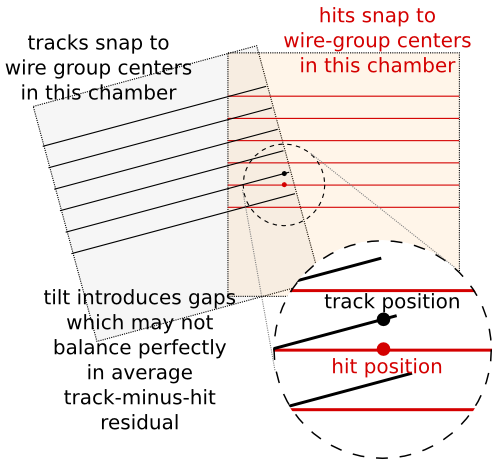 tracks snap to
wire group centers
in this chamber
hits snap to
wire-group centers
in this chamber
track position
hit position
tilt introduces gaps
which may not
balance perfectly
in average
track-minus-hit
residual